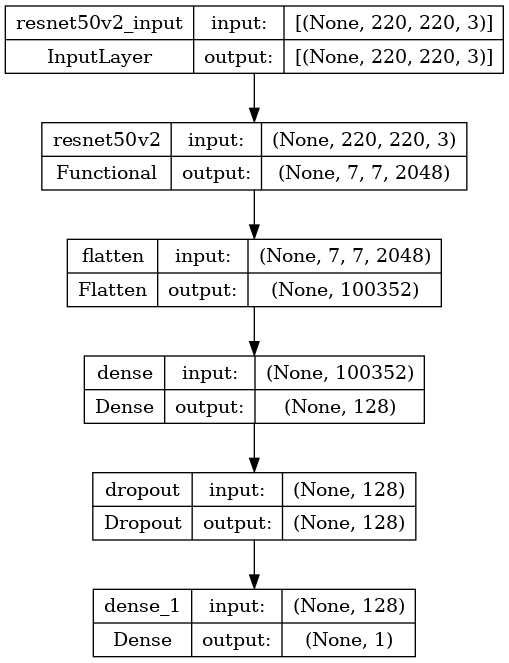 resnet50v2_input input: [(None, 220, 220, 3)]
InputLayer output: [(None, 220, 220, 3)]
resnet50v2 input: (None, 220, 220, 3)
Functional output: (None, 7, 7, 2048)
flatten input: (None, 7, 7, 2048)
Flatten output: (None, 100352)
dense input: (None, 100352)
Dense output: (None, 128)
dropout input: (None, 128)
Dropout output: (None, 128)
dense_1 input: (None, 128)
Dense output: (None, 1)